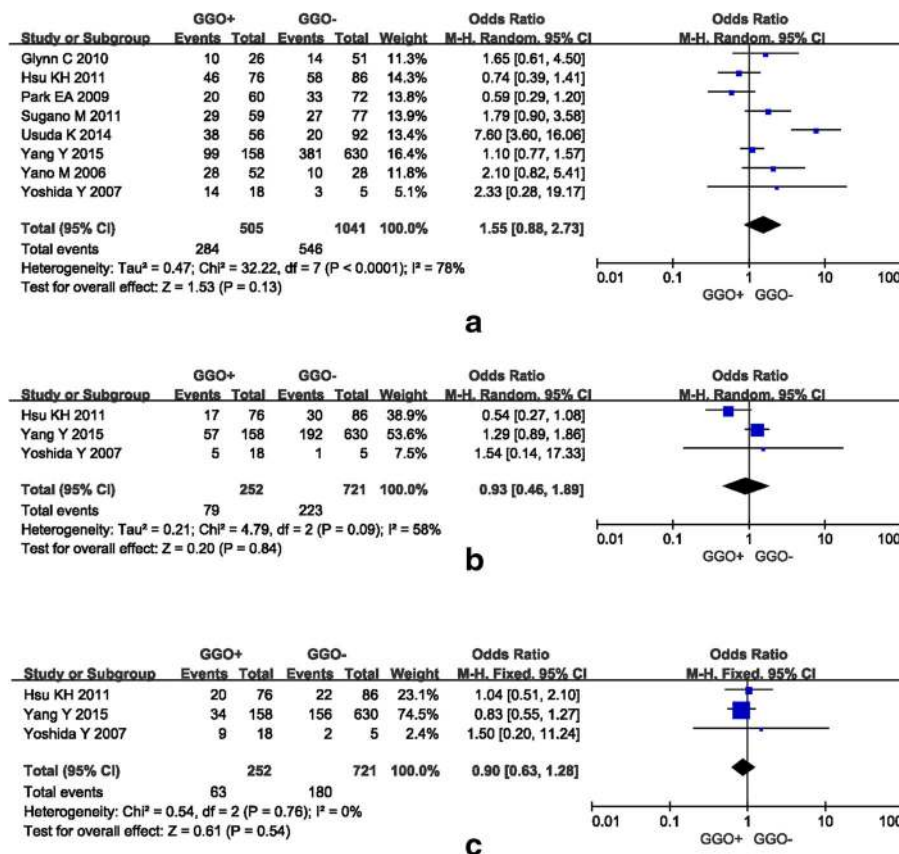 GGO+ GGO- Odds Ratio Odds Ratio
Study or Subgroup Events Total Events Total Weight M-H. Random. 95% CI M-H. Random. 95% CI
Glynn C 2010 10 26 14 51 11.3% 1.65 [0.61, 4.50]
Hsu KH 2011 46 76 58 86 14.3% 0.74 [0.39, 1.41]
Park EA 2009 20 60 33 72 13.8% 0.59 [0.29, 1.20]
Sugano M 2011 29 59 27 77 13.9% 1.79 [0.90, 3.58]
Usuda K 2014 38 56 20 92 13.4% 7.60 [3.60, 16.06]
Yang Y 2015 99 158 381 630 16.4% 1.10 [0.77, 1.57]
Yano M 2006 28 52 10 28 11.8% 2.10 [0.82, 5.41]
Yoshida Y 2007 14 18 3 5 5.1% 2.33 [0.28, 19.17]
Total (95% CI) 505 1041 100.0% 1.55 [0.88, 2.73]
Total events 284 546
Heterogeneity: Tau² = 0.47; Chi² = 32.22, df = 7 (P < 0.0001); I² = 78%
Test for overall effect: Z = 1.53 (P = 0.13)
0.01 0.1 1 10 100
GGO+ GGO-
a
GGO+ GGO- Odds Ratio Odds Ratio
Study or Subgroup Events Total Events Total Weight M-H. Random. 95% CI M-H. Random. 95% CI
Hsu KH 2011 17 76 30 86 38.9% 0.54 [0.27, 1.08]
Yang Y 2015 57 158 192 630 53.6% 1.29 [0.89, 1.86]
Yoshida Y 2007 5 18 1 5 7.5% 1.54 [0.14, 17.33]
Total (95% CI) 252 721 100.0% 0.93 [0.46, 1.89]
Total events 79 223
Heterogeneity: Tau² = 0.21; Chi² = 4.79, df = 2 (P = 0.09); I² = 58%
Test for overall effect: Z = 0.20 (P = 0.84)
0.01 0.1 1 10 100
GGO+ GGO-
b
GGO+ GGO- Odds Ratio Odds Ratio
Study or Subgroup Events Total Events Total Weight M-H. Fixed. 95% CI M-H. Fixed. 95% CI
Hsu KH 2011 20 76 22 86 23.1% 1.04 [0.51, 2.10]
Yang Y 2015 34 158 156 630 74.5% 0.83 [0.55, 1.27]
Yoshida Y 2007 9 18 2 5 2.4% 1.50 [0.20, 11.24]
Total (95% CI) 252 721 100.0% 0.90 [0.63, 1.28]
Total events 63 180
Heterogeneity: Chi² = 0.54, df = 2 (P = 0.76); I² = 0%
Test for overall effect: Z = 0.61 (P = 0.54)
0.01 0.1 1 10 100
GGO+ GGO-
c